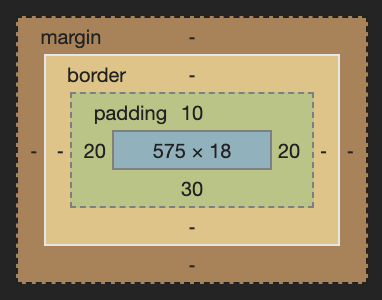 margin -
border -
padding 10
- - 20 575 × 18 20 - -
30
-
-